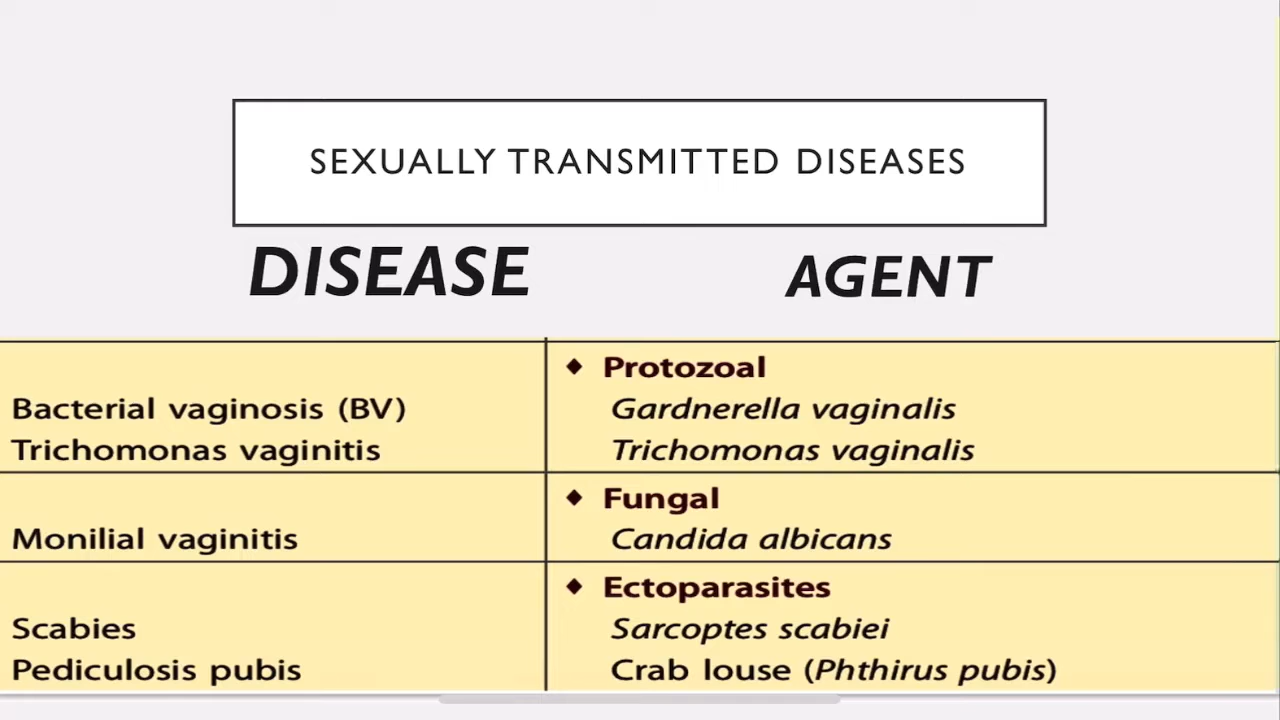 SEXUALLY TRANSMITTED DISEASES
DISEASE AGENT
◆ Protozoal
Bacterial vaginosis (BV) Gardnerella vaginalis
Trichomonas vaginitis Trichomonas vaginalis
◆ Fungal
Monilial vaginitis Candida albicans
◆ Ectoparasites
Scabies Sarcoptes scabiei
Pediculosis pubis Crab louse (Phthirus pubis)